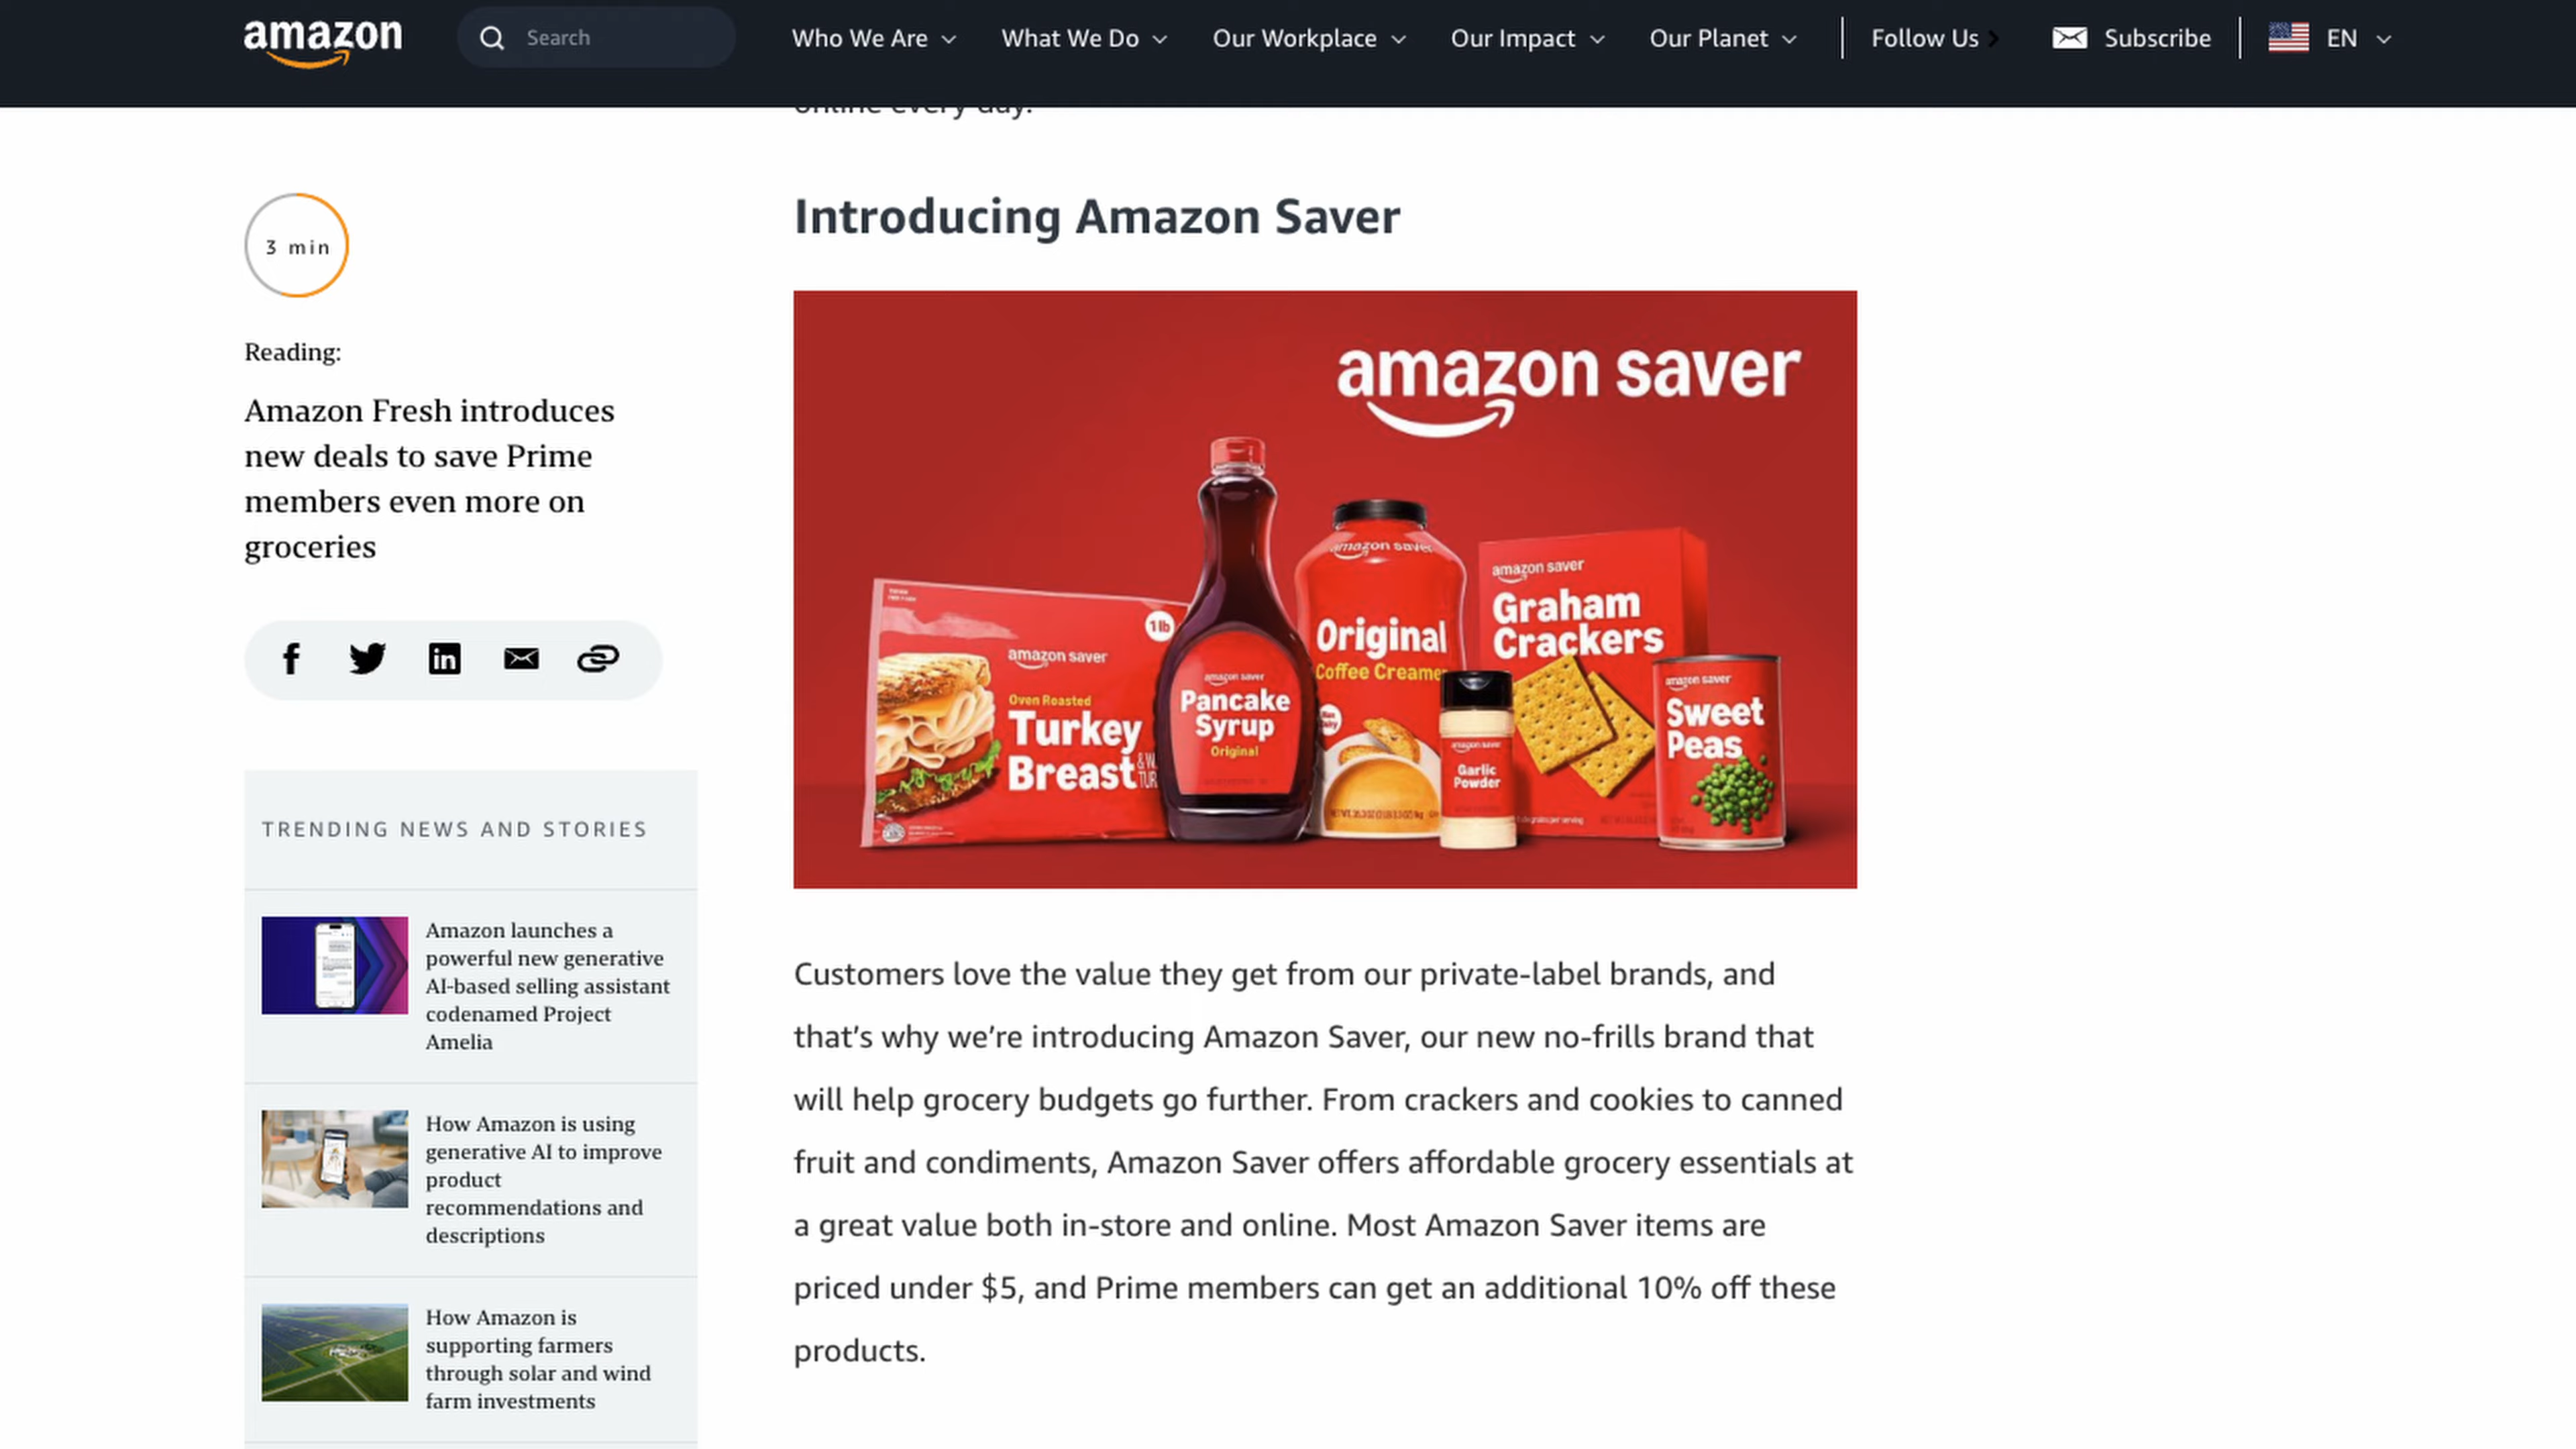 amazon
Search
Who We Are
What We Do
Our Workplace
Our Impact
Our Planet
Follow Us
Subscribe
EN
online every day.
3 min
Reading:
Amazon Fresh introduces
new deals to save Prime
members even more on
groceries
TRENDING NEWS AND STORIES
Amazon launches a
powerful new generative
AI-based selling assistant
codenamed Project
Amelia
How Amazon is using
generative AI to improve
product
recommendations and
descriptions
How Amazon is
supporting farmers
through solar and wind
farm investments
Introducing Amazon Saver
amazon saver
1 lb
amazon saver
Oven Roasted
Turkey
Breast
amazon saver
Pancake
Syrup
Original
amazon saver
Original
Coffee Creamer
amazon saver
Garlic
Powder
amazon saver
Graham
Crackers
amazon saver
Sweet
Peas
Customers love the value they get from our private-label brands, and
that’s why we’re introducing Amazon Saver, our new no-frills brand that
will help grocery budgets go further. From crackers and cookies to canned
fruit and condiments, Amazon Saver offers affordable grocery essentials at
a great value both in-store and online. Most Amazon Saver items are
priced under $5, and Prime members can get an additional 10% off these
products.